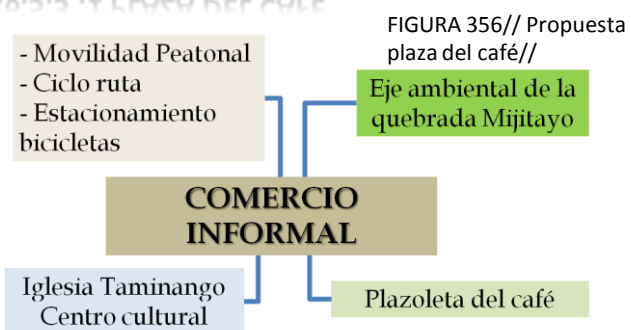 FIGURA 356// Propuesta
plaza del café//
- Movilidad Peatonal
- Ciclo ruta
- Estacionamiento
bicicletas
Eje ambiental de la
quebrada Mijitayo
COMERCIO
INFORMAL
Iglesia Taminango
Centro cultural
Plazoleta del café